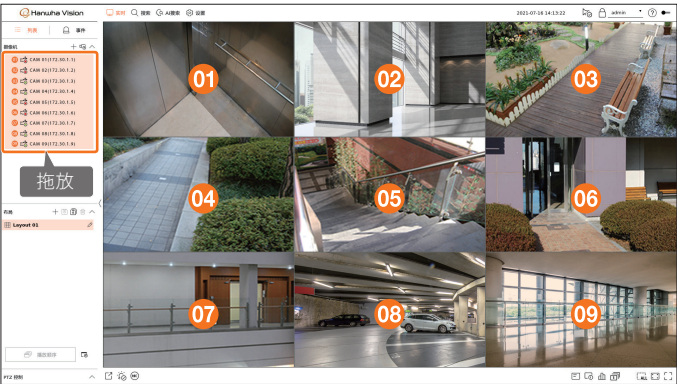 Hanwha Vision
实时 搜索 AI搜索 设置
2021-07-16 14:13:22
admin
列表 事件
摄像机
CAM 01(172.30.1.1)
CAM 02(172.30.1.2)
CAM 03(172.30.1.3)
CAM 04(172.30.1.4)
CAM 05(172.30.1.5)
CAM 06(172.30.1.6)
CAM 07(172.30.1.7)
CAM 08(172.30.1.8)
CAM 09(172.30.1.9)
拖放
布局
Layout 01
PTZ 控制
01
02
03
04
05
06
07
08
09